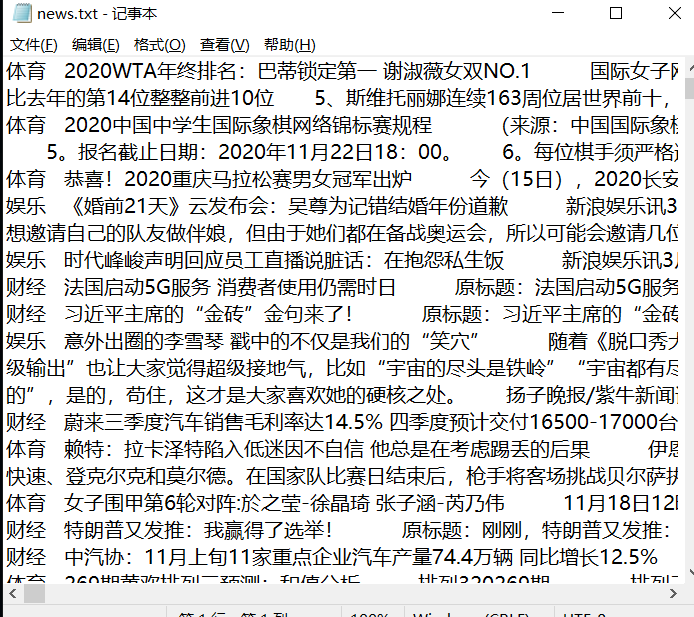 news.txt - 记事本
文件(F) 编辑(E) 格式(O) 查看(V) 帮助(H)
体育 2020WTA年终排名：巴蒂锁定第一 谢淑薇女双NO.1 国际女子网
比去年的第14位整整前进10位 5、斯维托丽娜连续163周位居世界前十，
体育 2020中国中学生国际象棋网络锦标赛规程 （来源：中国国际象棋
5。报名截止日期：2020年11月22日18：00。 6。每位棋手须严格
体育 恭喜！2020重庆马拉松赛男女冠军出炉 今（15日），2020长安
娱乐 《婚前21天》云发布会：吴尊为记错结婚年份道歉 新浪娱乐讯3
想邀请自己的队友做伴娘，但由于她们都在备战奥运会，所以可能会邀请几位
娱乐 时代峰峻声明回应员工直播说脏话：在抱怨私生饭 新浪娱乐讯3
财经 法国启动5G服务 消费者使用仍需时日 原标题：法国启动5G服务
财经 习近平主席的“金砖”金句来了！ 原标题：习近平主席的“金砖
娱乐 意外出圈的李雪琴 戳中的不仅是我们的“笑穴” 随着《脱口秀大
级输出”也让大家觉得超级接地气，比如“宇宙的尽头是铁岭”“宇宙都有尽
的”，是的，苟住，这才是大家喜欢她的硬核之处。 扬子晚报/紫牛新闻
财经 蔚来三季度汽车销售毛利率达14.5% 四季度预计交付16500-17000台
体育 赖特：拉卡泽特陷入低迷因不自信 他总是在考虑踢丢的后果 伊恩
快速、登克尔克和莫尔德。在国家队比赛日结束后，枪手将客场挑战贝尔萨
体育 女子围甲第6轮对阵:於之莹-徐晶琦 张子涵-芮乃伟 11月18日12
财经 特朗普又发推：我赢得了选举！ 原标题：刚刚，特朗普又发推：
财经 中汽协：11月上旬11家重点企业汽车产量74.4万辆 同比增长12.5%
体育 269期黄欢排列三预测：和值分析 排列320269期 排列
第 1 行，第 1 列 100% Windows (CRLF) UTF-8